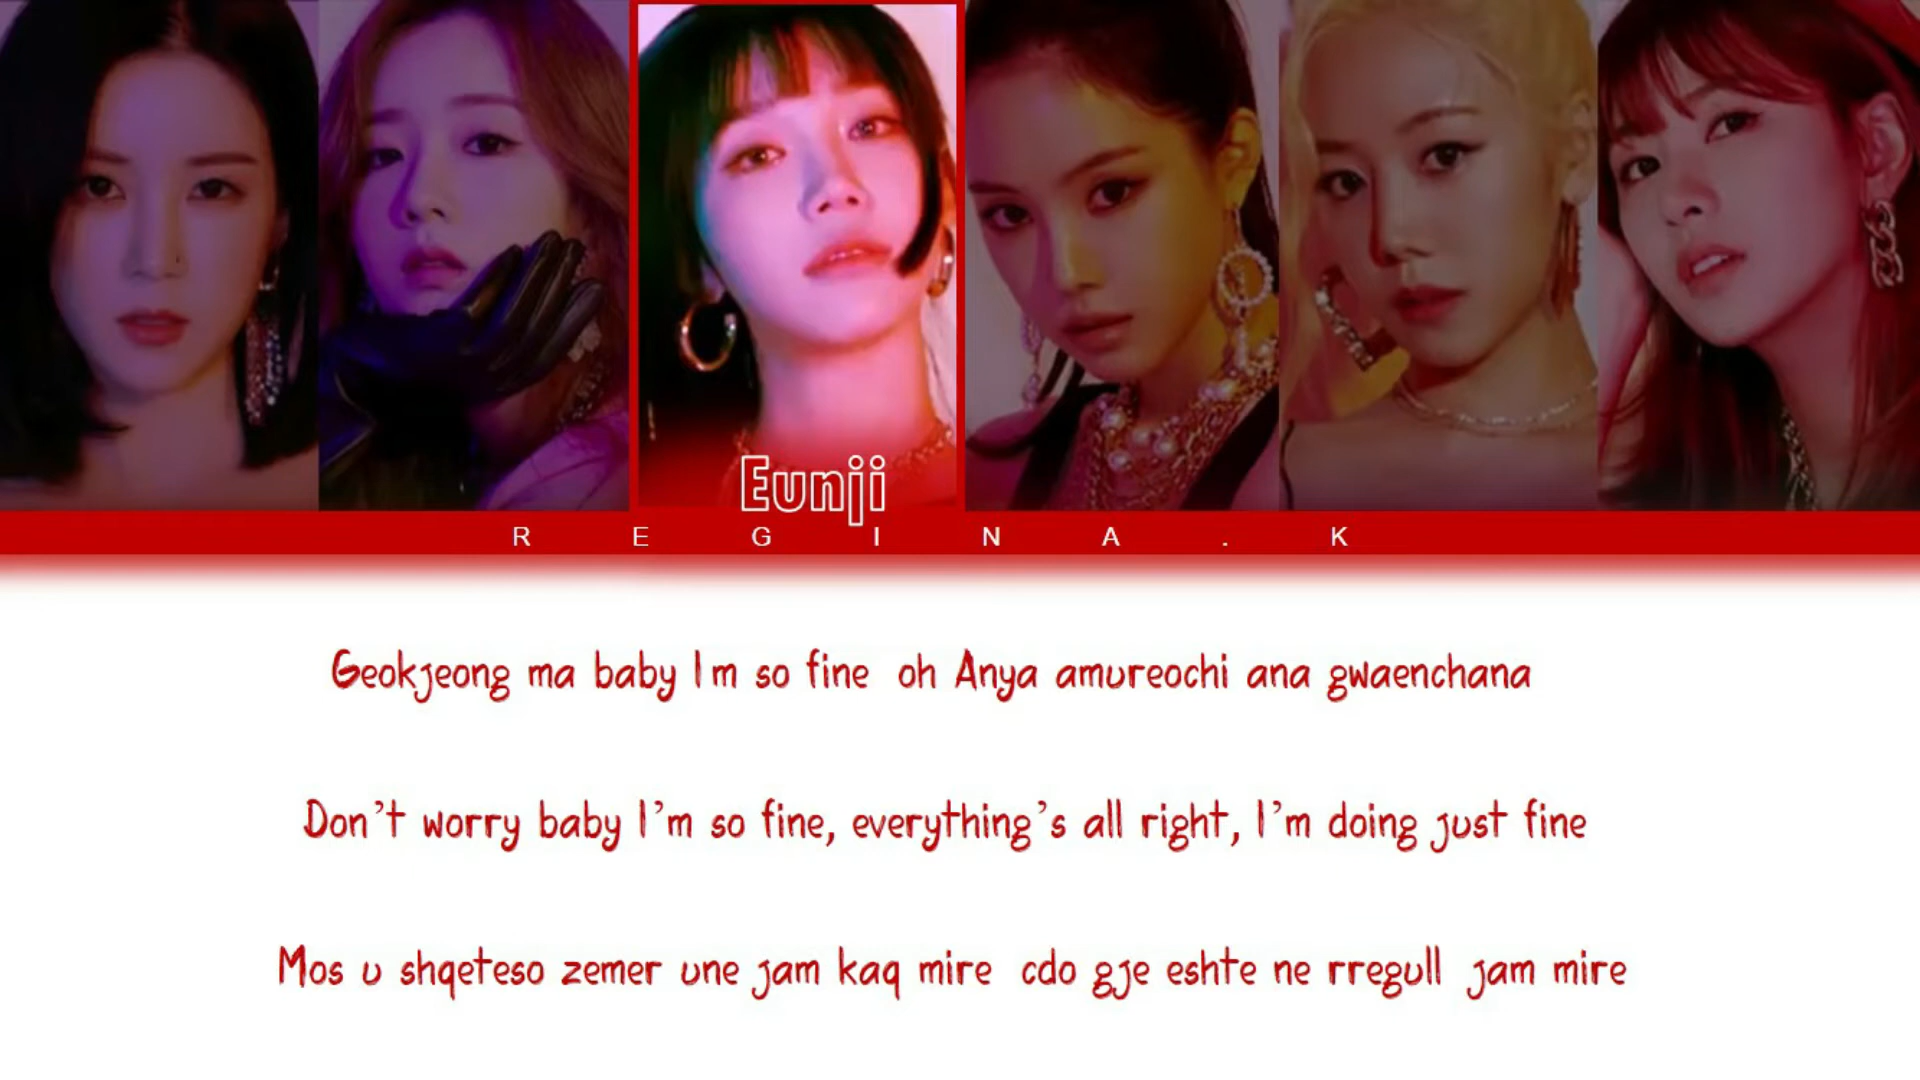 Eunji
REGINA.K
Geokjeong ma baby I m so fine oh Anya amureochi ana gwaenchana
Don't worry baby I'm so fine, everything's all right, I'm doing just fine
Mos u shqeteso zemer une jam kaq mire cdo gje eshte ne rregull jam mire